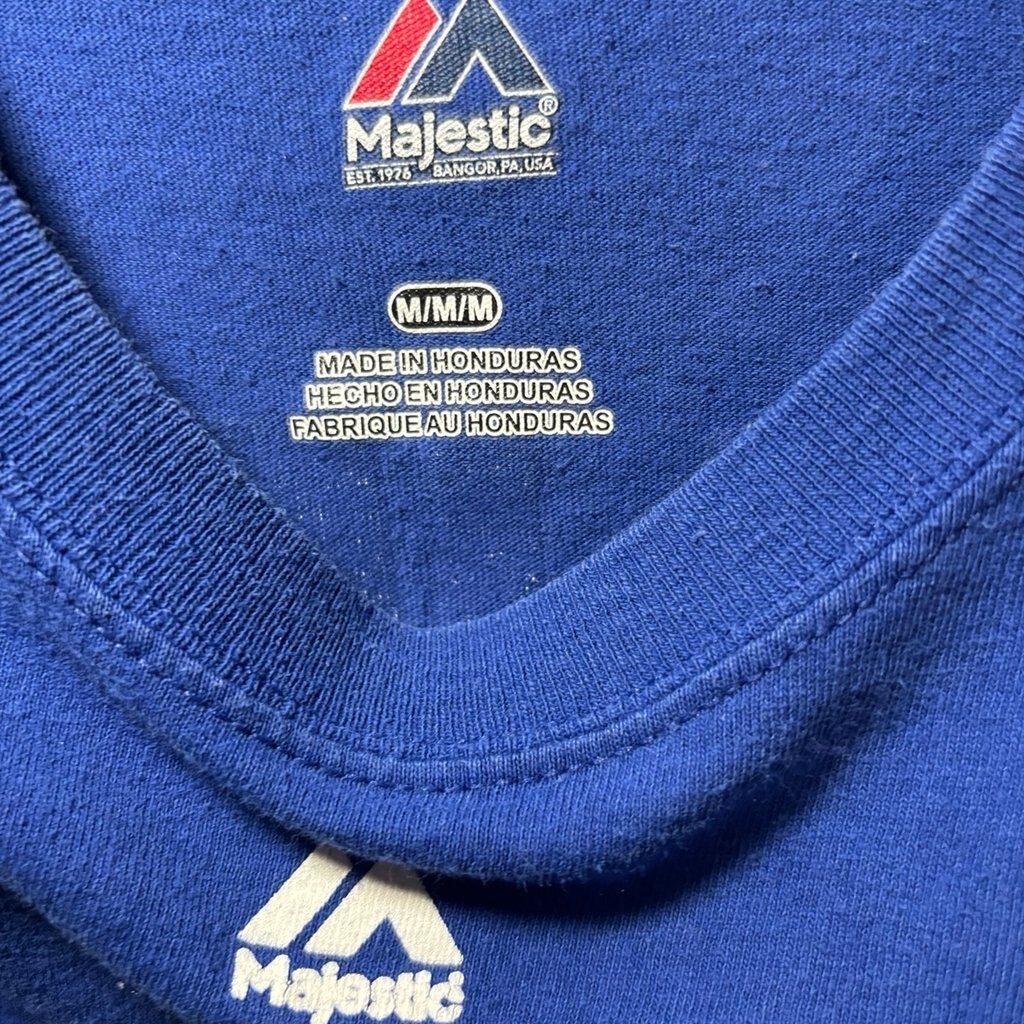 Majestic®
EST. 1976 BANGOR, PA, USA
M/M/M
MADE IN HONDURAS
HECHO EN HONDURAS
FABRIQUE AU HONDURAS
Majestic